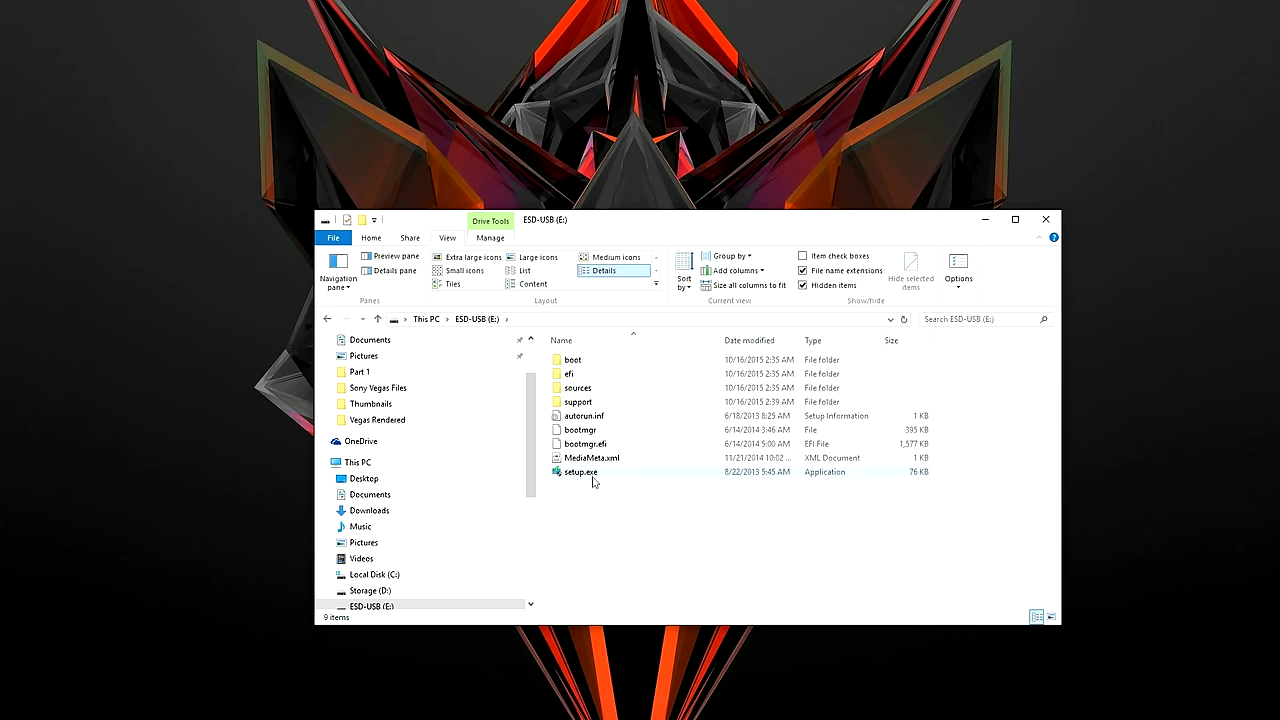 Drive Tools ESD-USB (E:)
File Home Share View Manage
Preview pane Extra large icons Large icons Medium icons Group by Item check boxes
Navigation pane Details pane Small icons List Details Sort by Add columns File name extensions Hide selected items Options
Tiles Content Size all columns to fit Hidden items
Panes Layout Current view Show/hide
This PC ESD-USB (E:) Search ESD-USB (E:)
Name Date modified Type Size
Documents
Pictures
Part 1
Sony Vegas Files
Thumbnails
Vegas Rendered
OneDrive
This PC
Desktop
Documents
Downloads
Music
Pictures
Videos
Local Disk (C:)
Storage (D:)
ESD-USB (E:)
boot 10/16/2015 2:35 AM File folder
efi 10/16/2015 2:35 AM File folder
sources 10/16/2015 2:35 AM File folder
support 10/16/2015 2:39 AM File folder
autorun.inf 6/18/2013 8:25 AM Setup Information 1 KB
bootmgr 6/14/2014 3:46 AM File 395 KB
bootmgr.efi 6/14/2014 5:00 AM EFI File 1,577 KB
MediaMeta.xml 11/21/2014 10:02 ... XML Document 1 KB
setup.exe 8/22/2013 5:45 AM Application 76 KB
9 items